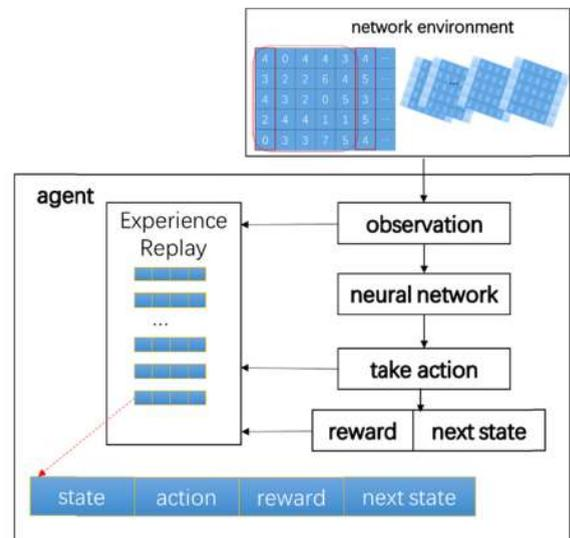 network environment
4 0 4 4 3 4 ...
3 2 2 6 4 5 ...
4 3 2 0 5 3 ...
2 4 4 1 1 5 ...
0 3 3 7 5 4 ...
...
agent
Experience
Replay
...
observation
neural network
take action
reward
next state
state
action
reward
next state